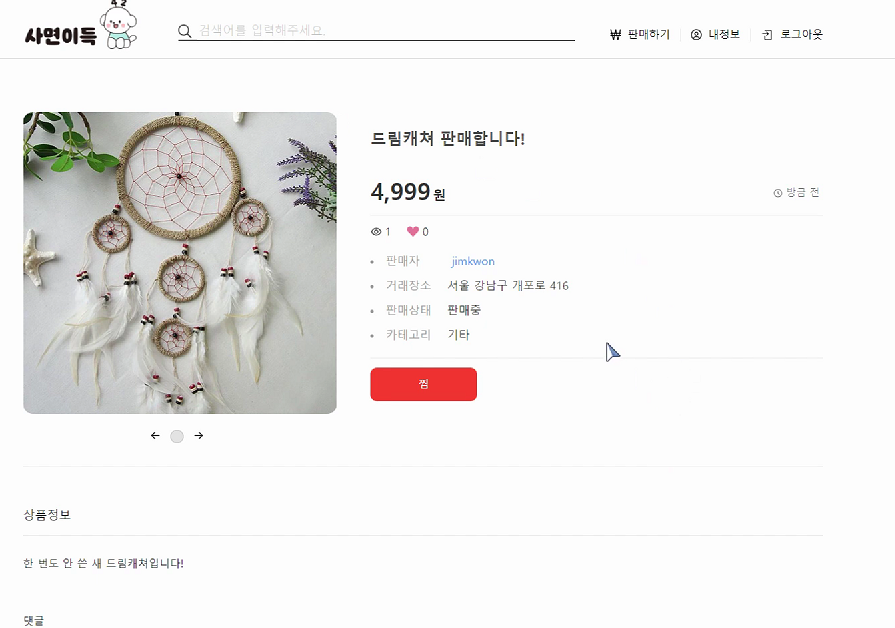 사면이득
검색어를 입력해주세요.
판매하기
내정보
로그아웃
드림캐쳐 판매합니다!
4,999 원
방금 전
1
0
판매자 jimkwon
거래장소 서울 강남구 개포로 416
판매상태 판매중
카테고리 기타
찜
상품정보
한 번도 안 쓴 새 드림캐쳐입니다!
댓글